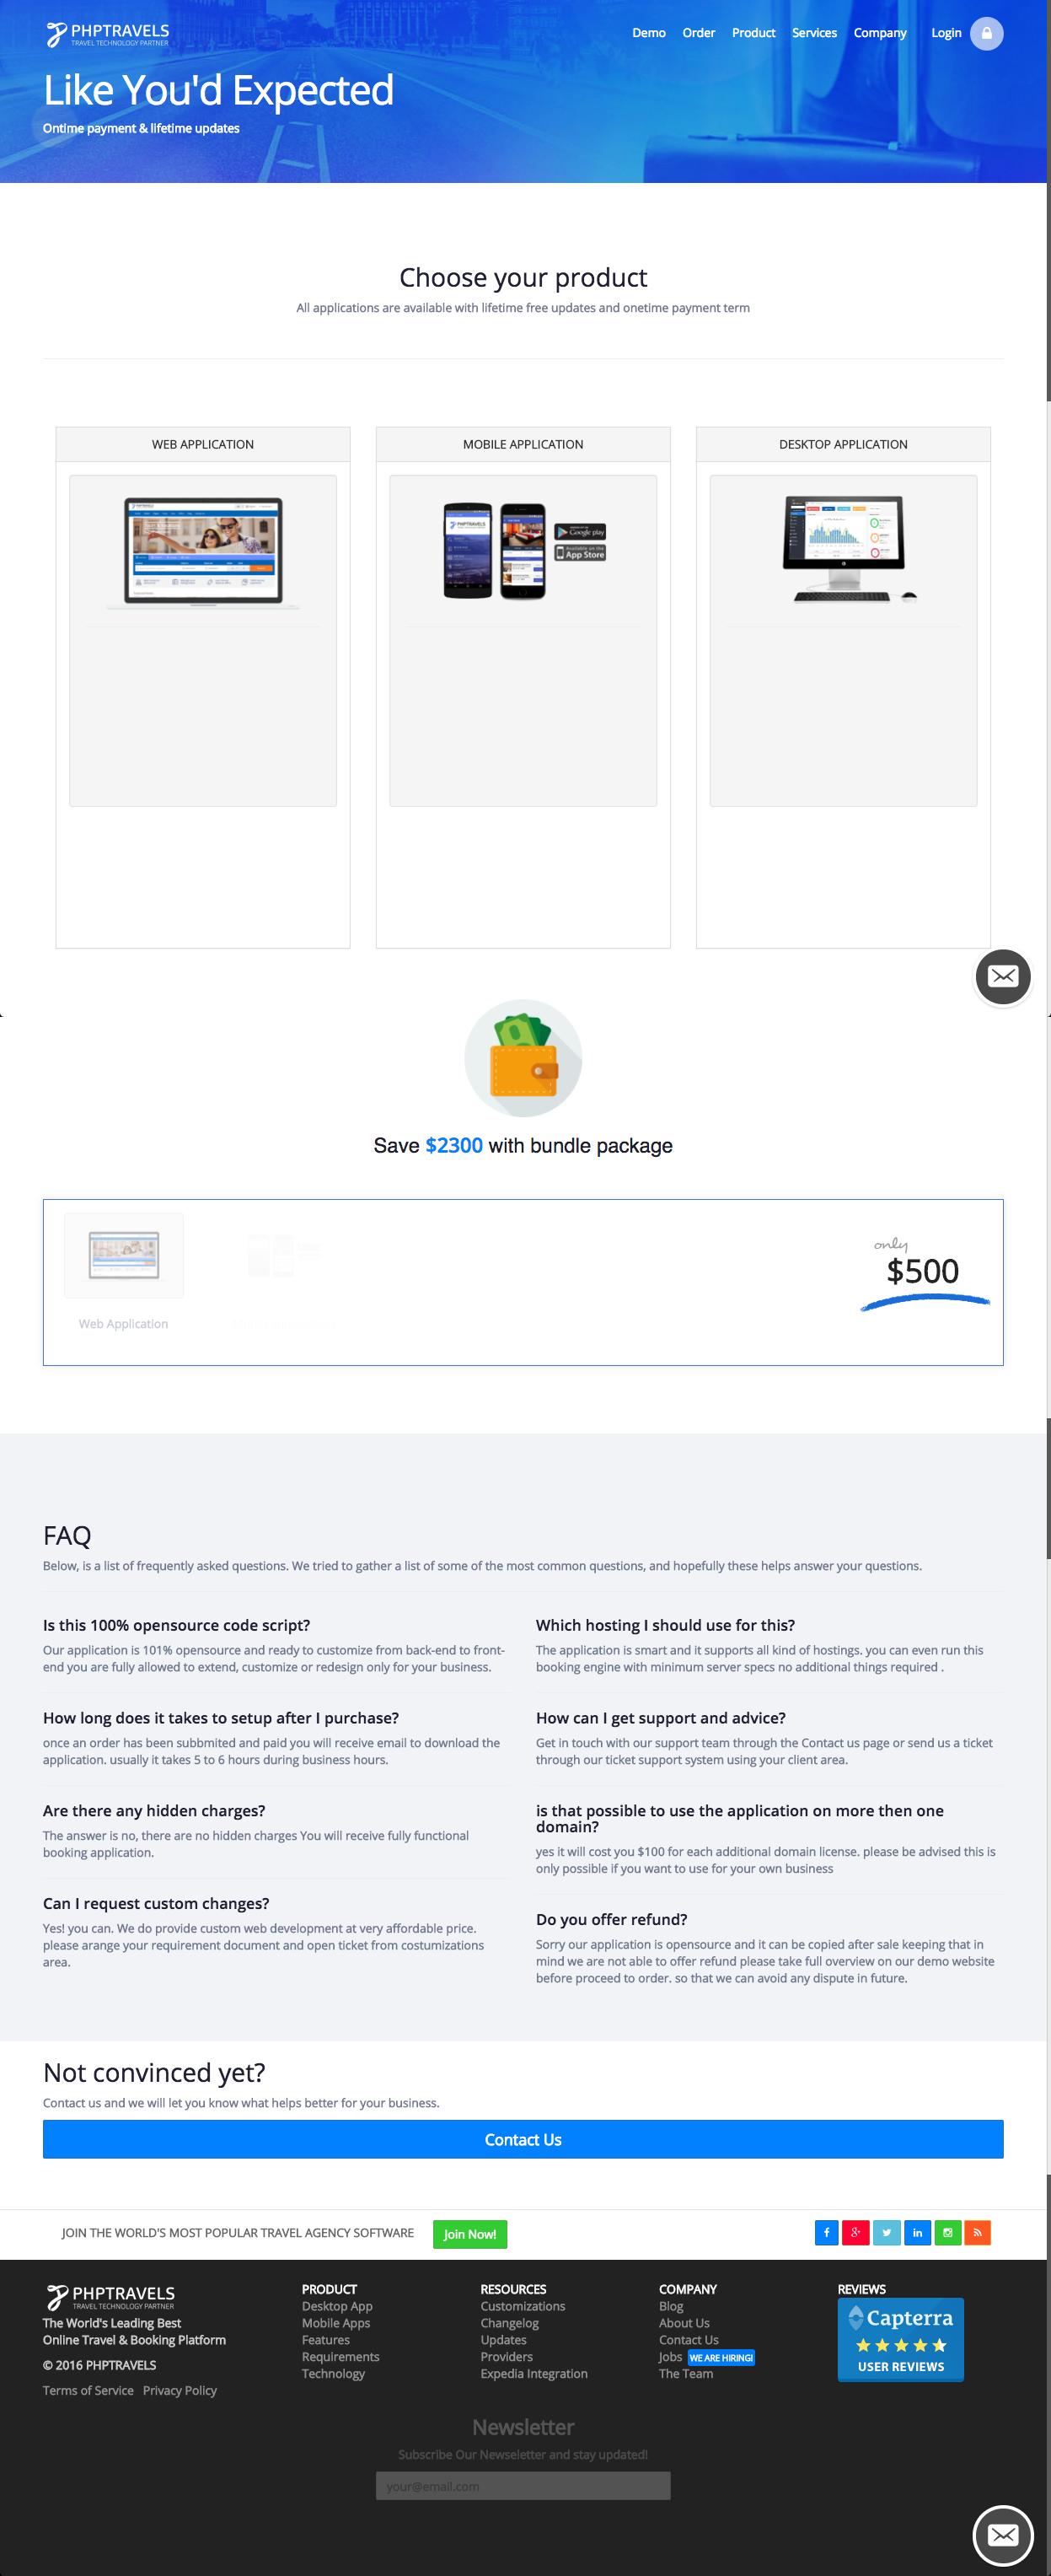 PHPTRAVELS
TRAVEL TECHNOLOGY PARTNER
Demo Order Product Services Company Login
Like You'd Expected
Ontime payment & lifetime updates
Choose your product
All applications are available with lifetime free updates and onetime payment term
WEB APPLICATION
MOBILE APPLICATION
DESKTOP APPLICATION
PHPTRAVELS
Google play
Available on the
App Store
Save $2300 with bundle package
Web Application
only
$500
FAQ
Below, is a list of frequently asked questions. We tried to gather a list of some of the most common questions, and hopefully these helps answer your questions.
Is this 100% opensource code script?
Our application is 101% opensource and ready to customize from back-end to front-
end you are fully allowed to extend, customize or redesign only for your business.
How long does it takes to setup after I purchase?
once an order has been subbmited and paid you will receive email to download the
application. usually it takes 5 to 6 hours during business hours.
Are there any hidden charges?
The answer is no, there are no hidden charges You will receive fully functional
booking application.
Can I request custom changes?
Yes! you can. We do provide custom web development at very affordable price.
please arange your requirement document and open ticket from costumizations
area.
Which hosting I should use for this?
The application is smart and it supports all kind of hostings. you can even run this
booking engine with minimum server specs no additional things required .
How can I get support and advice?
Get in touch with our support team through the Contact us page or send us a ticket
through our ticket support system using your client area.
is that possible to use the application on more then one
domain?
yes it will cost you $100 for each additional domain license. please be advised this is
only possible if you want to use for your own business
Do you offer refund?
Sorry our application is opensource and it can be copied after sale keeping that in
mind we are not able to offer refund please take full overview on our demo website
before proceed to order. so that we can avoid any dispute in future.
Not convinced yet?
Contact us and we will let you know what helps better for your business.
Contact Us
JOIN THE WORLD'S MOST POPULAR TRAVEL AGENCY SOFTWARE
Join Now!
PHPTRAVELS
TRAVEL TECHNOLOGY PARTNER
The World's Leading Best
Online Travel & Booking Platform
© 2016 PHPTRAVELS
Terms of Service Privacy Policy
PRODUCT
Desktop App
Mobile Apps
Features
Requirements
Technology
RESOURCES
Customizations
Changelog
Updates
Providers
Expedia Integration
COMPANY
Blog
About Us
Contact Us
Jobs WE ARE HIRING!
The Team
REVIEWS
Capterra
USER REVIEWS
Newsletter
Subscribe Our Newseletter and stay updated!
your@email.com